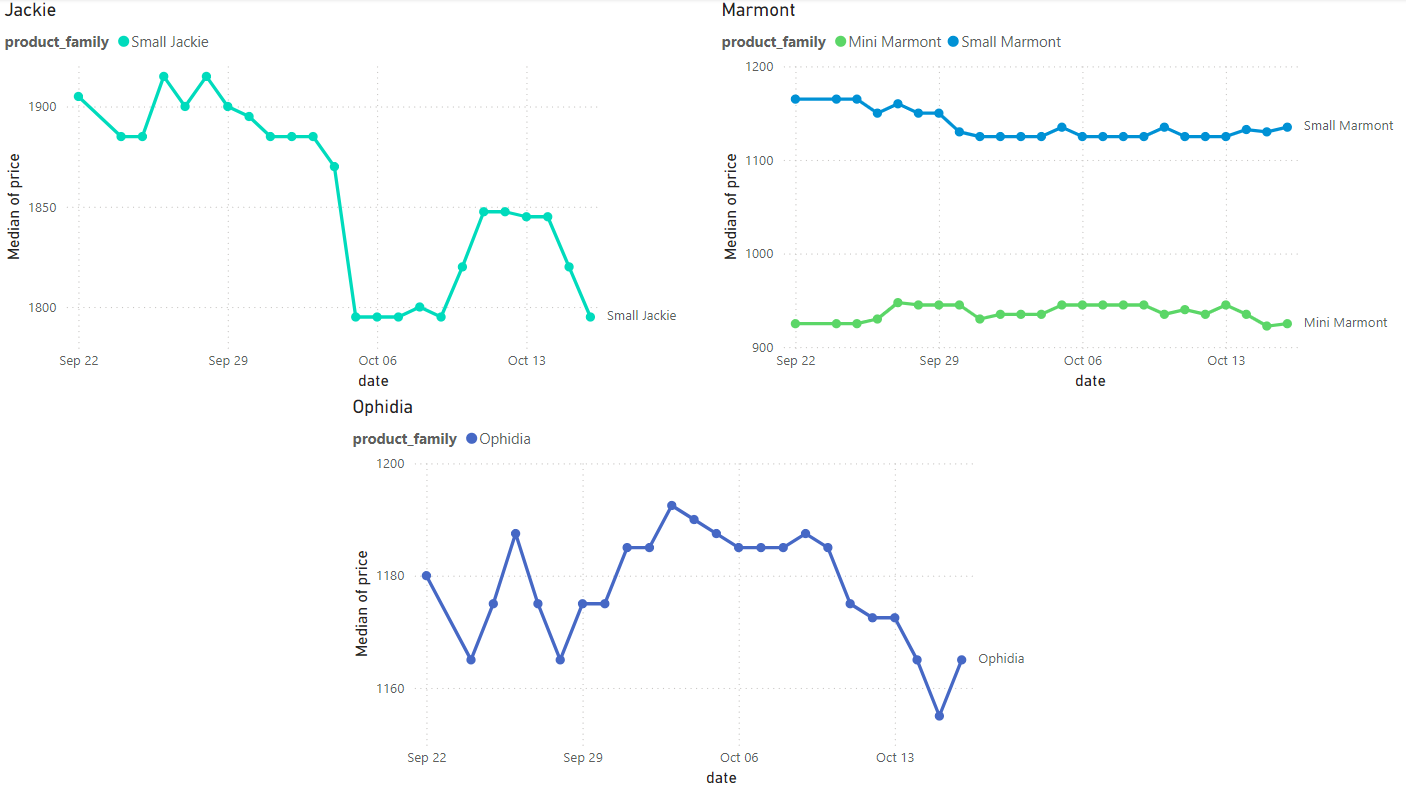 Jackie
product_family Small Jackie
1900
1850
1800
Median of price
Small Jackie
Sep 22 Sep 29 Oct 06 Oct 13
date
Marmont
product_family Mini Marmont Small Marmont
1200
1100
1000
900
Median of price
Small Marmont
Mini Marmont
Sep 22 Sep 29 Oct 06 Oct 13
date
Ophidia
product_family Ophidia
1200
1180
1160
Median of price
Ophidia
Sep 22 Sep 29 Oct 06 Oct 13
date